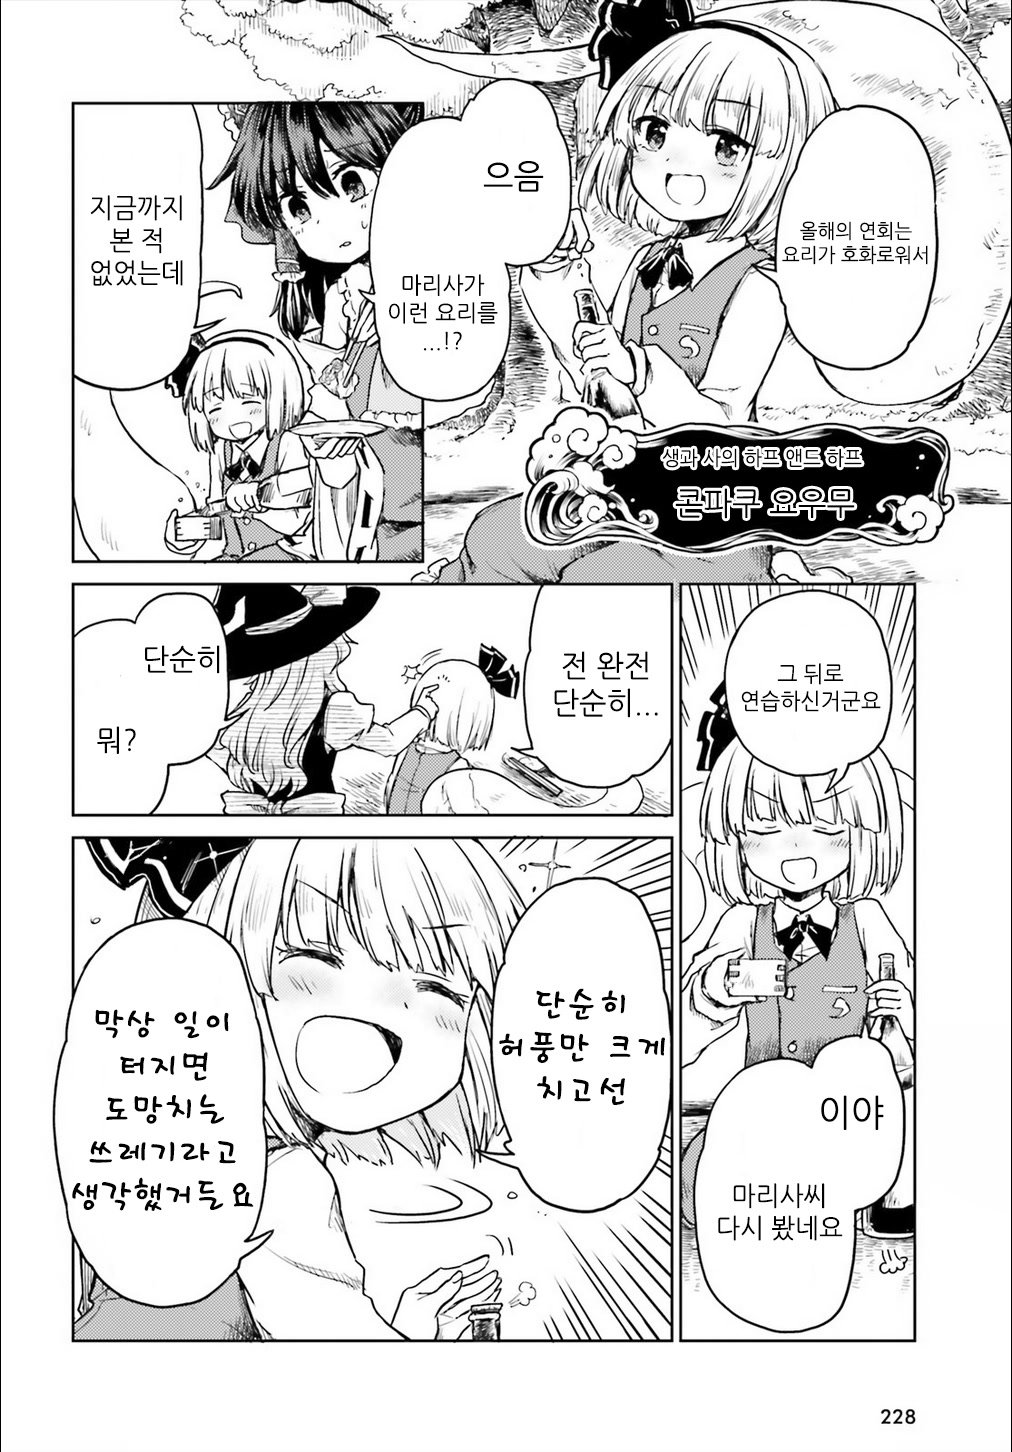 올해의 연회는
요리가 호화로워서
으음
마리사가
이런 요리를
...!?
생과 사의 하프 앤드 하프
콘파쿠 요우무
지금까지
본 적
없었는데
그 뒤로
연습하신거군요
이야
마리사씨
다시 봤네요
전 완전
단순히...
단순히
뭐?
단순히
허풍만 크게
치고선
막상 일이
터지면
도망치는
쓰레기라고
생각했거든요
228